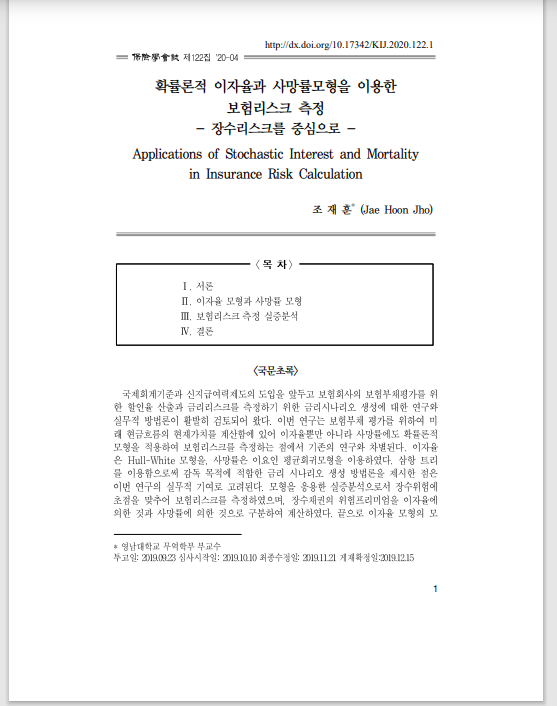 http://dx.doi.org/10.17342/KIJ.2020.122.1
保險學會誌 제122집 '20-04
확률론적 이자율과 사망률모형을 이용한
보험리스크 측정
- 장수리스크를 중심으로 -
Applications of Stochastic Interest and Mortality
in Insurance Risk Calculation
조 재 훈* (Jae Hoon Jho)
〈 목 차 〉
Ⅰ. 서론
Ⅱ. 이자율 모형과 사망률 모형
Ⅲ. 보험리스크 측정 실증분석
Ⅳ. 결론
〈국문초록〉
국제회계기준과 신지급여력제도의 도입을 앞두고 보험회사의 보험부채평가를 위
한 할인율 산출과 금리리스크를 측정하기 위한 금리시나리오 생성에 대한 연구와
실무적 방법론이 활발히 검토되어 왔다. 이번 연구는 보험부채 평가를 위하여 미
래 현금흐름의 현재가치를 계산함에 있어 이자율뿐만 아니라 사망률에도 확률론적
모형을 적용하여 보험리스크를 측정하는 점에서 기존의 연구와 차별된다. 이자율
은 Hull-White 모형을, 사망률은 이요인 평균회귀모형을 이용하였다. 삼항 트리
를 이용함으로써 감독 목적에 적합한 금리 시나리오 생성 방법론을 제시한 점은
이번 연구의 실무적 기여로 고려된다. 모형을 응용한 실증분석으로서 장수위험에
초점을 맞추어 보험리스크를 측정하였으며, 장수채권의 위험프리미엄을 이자율에
의한 것과 사망률에 의한 것으로 구분하여 계산하였다. 끝으로 이자율 모형의 모
* 영남대학교 무역학부 부교수
투고일: 2019.09.23 심사시작일: 2019.10.10 최종수정일: 2019.11.21 게재확정일:2019.12.15
1